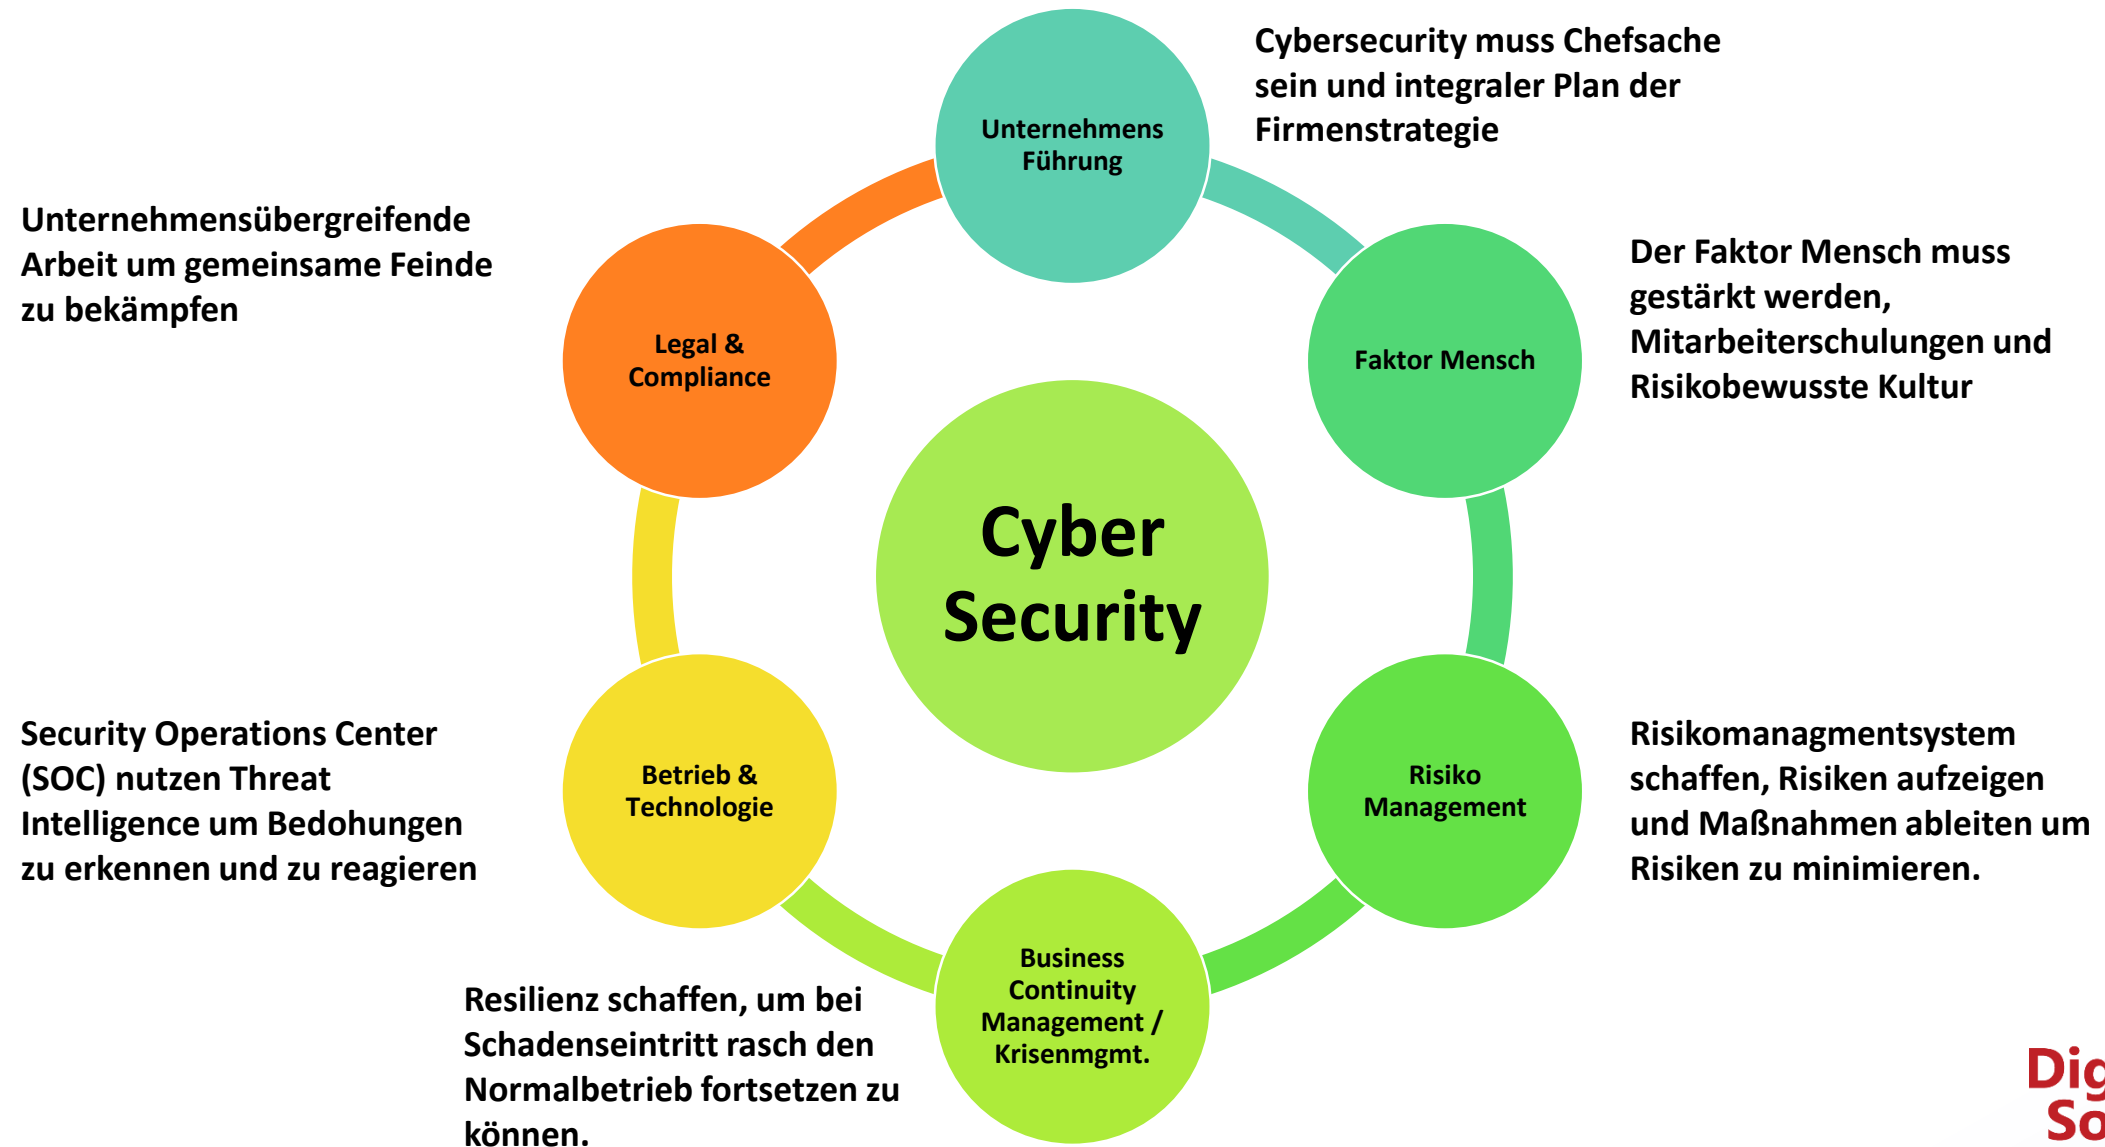 Cybersecurity muss Chefsache
sein und integraler Plan der
Firmenstrategie
Unternehmens
Führung
Unternehmensübergreifende
Arbeit um gemeinsame Feinde
zu bekämpfen
Legal &
Compliance
Faktor Mensch
Der Faktor Mensch muss
gestärkt werden,
Mitarbeiterschulungen und
Risikobewusste Kultur
Cyber
Security
Security Operations Center
(SOC) nutzen Threat
Intelligence um Bedohungen
zu erkennen und zu reagieren
Betrieb &
Technologie
Risiko
Management
Risikomanagmentsystem
schaffen, Risiken aufzeigen
und Maßnahmen ableiten um
Risiken zu minimieren.
Business
Continuity
Management /
Krisenmgmt.
Resilienz schaffen, um bei
Schadenseintritt rasch den
Normalbetrieb fortsetzen zu
können.